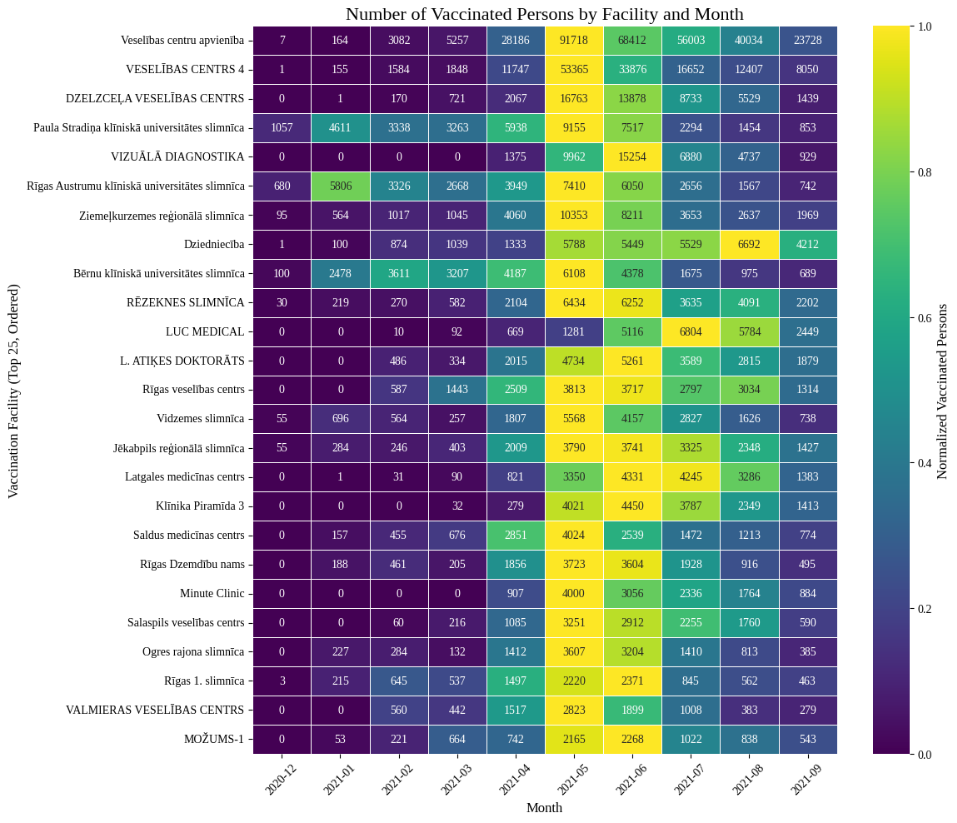 Number of Vaccinated Persons by Facility and Month
Veselības centru apvienība 7 164 3082 5257 28186 91718 68412 56003 40034 23728
VESELĪBAS CENTRS 4 1 155 1584 1848 11747 53365 33876 16652 12407 8050
DZELZCEĻA VESELĪBAS CENTRS 0 1 170 721 2067 16763 13878 8733 5529 1439
Paula Stradiņa klīniskā universitātes slimnīca 1057 4611 3338 3263 5938 9155 7517 2294 1454 853
VIZUĀLĀ DIAGNOSTIKA 0 0 0 0 1375 9962 15254 6880 4737 929
Rīgas Austrumu klīniskā universitātes slimnīca 680 5806 3326 2668 3949 7410 6050 2656 1567 742
Ziemeļkurzemes reģionālā slimnīca 95 564 1017 1045 4060 10353 8211 3653 2637 1969
Dziedniecība 1 100 874 1039 1333 5788 5449 5529 6692 4212
Bērnu klīniskā universitātes slimnīca 100 2478 3611 3207 4187 6108 4378 1675 975 689
RĒZEKNES SLIMNĪCA 30 219 270 582 2104 6434 6252 3635 4091 2202
LUC MEDICAL 0 0 10 92 669 1281 5116 6804 5784 2449
L. ATIĶES DOKTORĀTS 0 0 486 334 2015 4734 5261 3589 2815 1879
Rīgas veselības centrs 0 0 587 1443 2509 3813 3717 2797 3034 1314
Vidzemes slimnīca 55 696 564 257 1807 5568 4157 2827 1626 738
Jēkabpils reģionālā slimnīca 55 284 246 403 2009 3790 3741 3325 2348 1427
Latgales medicīnas centrs 0 1 31 90 821 3350 4331 4245 3286 1383
Klīnika Piramīda 3 0 0 0 32 279 4021 4450 3787 2349 1413
Saldus medicīnas centrs 0 157 455 676 2851 4024 2539 1472 1213 774
Rīgas Dzemdību nams 0 188 461 205 1856 3723 3604 1928 916 495
Minute Clinic 0 0 0 0 907 4000 3056 2336 1764 884
Salaspils veselības centrs 0 0 60 216 1085 3251 2912 2255 1760 590
Ogres rajona slimnīca 0 227 284 132 1412 3607 3204 1410 813 385
Rīgas 1. slimnīca 3 215 645 537 1497 2220 2371 845 562 463
VALMIERAS VESELĪBAS CENTRS 0 0 560 442 1517 2823 1899 1008 383 279
MOŽUMS-1 0 53 221 664 742 2165 2268 1022 838 543
2020-12 2021-01 2021-02 2021-03 2021-04 2021-05 2021-06 2021-07 2021-08 2021-09
Month
Vaccination Facility (Top 25, Ordered)
1.0
0.8
0.6
0.4
0.2
0.0
Normalized Vaccinated Persons